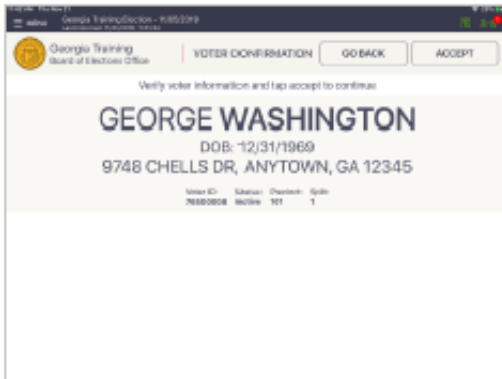 MENU Georgia Training Election - 11/05/2019
Georgia Training
Board of Elections Office
VOTER CONFIRMATION
GO BACK
ACCEPT
Verify voter information and tap accept to continue
GEORGE WASHINGTON
DOB: 12/31/1969
9748 CHELLS DR, ANYTOWN, GA 12345
Voter ID: Status: Precinct: Split:
Active 101 1